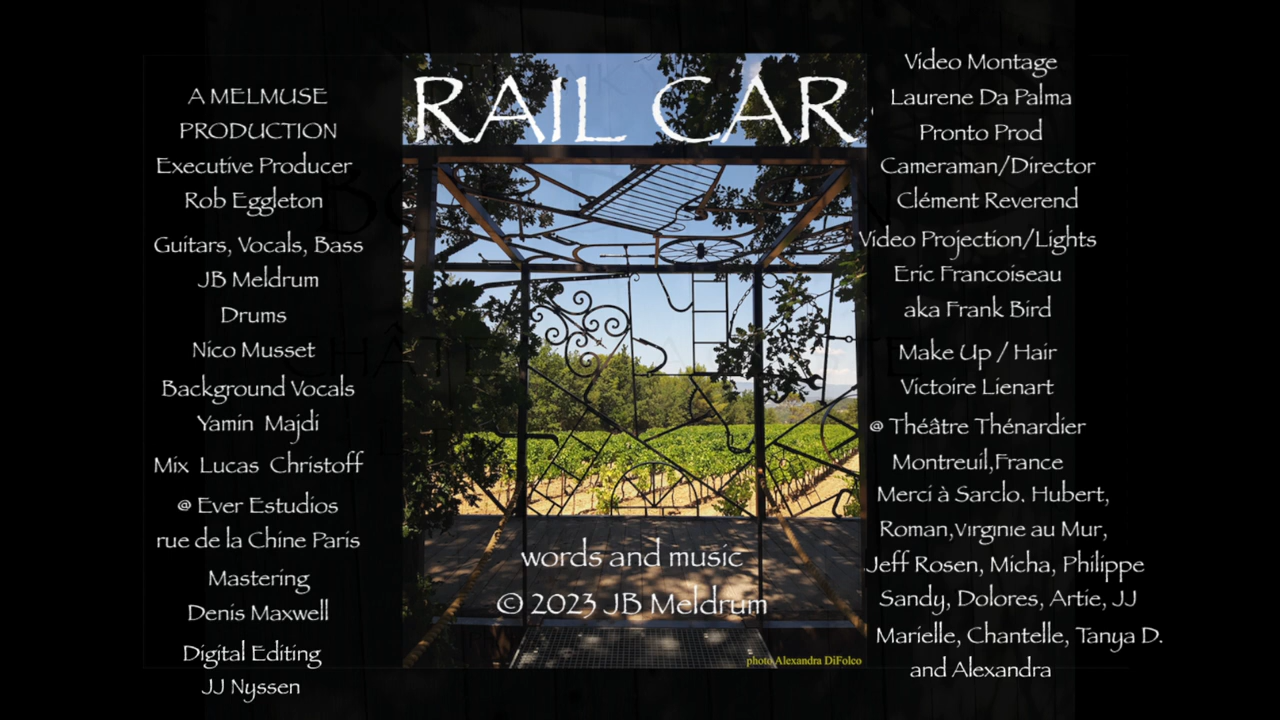 A MELMUSE
PRODUCTION
Executive Producer
Rob Eggleton
Guitars, Vocals, Bass
JB Meldrum
Drums
Nico Musset
Background Vocals
Yamin Majdi
Mix Lucas Christoff
@ Ever Estudios
rue de la Chine Paris
Mastering
Denis Maxwell
Digital Editing
JJ Nyssen
RAIL CAR
words and music
© 2023 JB Meldrum
photo Alexandra DiFolco
Video Montage
Laurene Da Palma
Pronto Prod
Cameraman/Director
Clément Reverend
Video Projection/Lights
Eric Francoiseau
aka Frank Bird
Make Up / Hair
Victoire Lienart
@ Théâtre Thénardier
Montreuil,France
Merci à Sarclo. Hubert,
Roman,Virginie au Mur,
Jeff Rosen, Micha, Philippe
Sandy, Dolores, Artie, JJ
Marielle, Chantelle, Tanya D.
and Alexandra